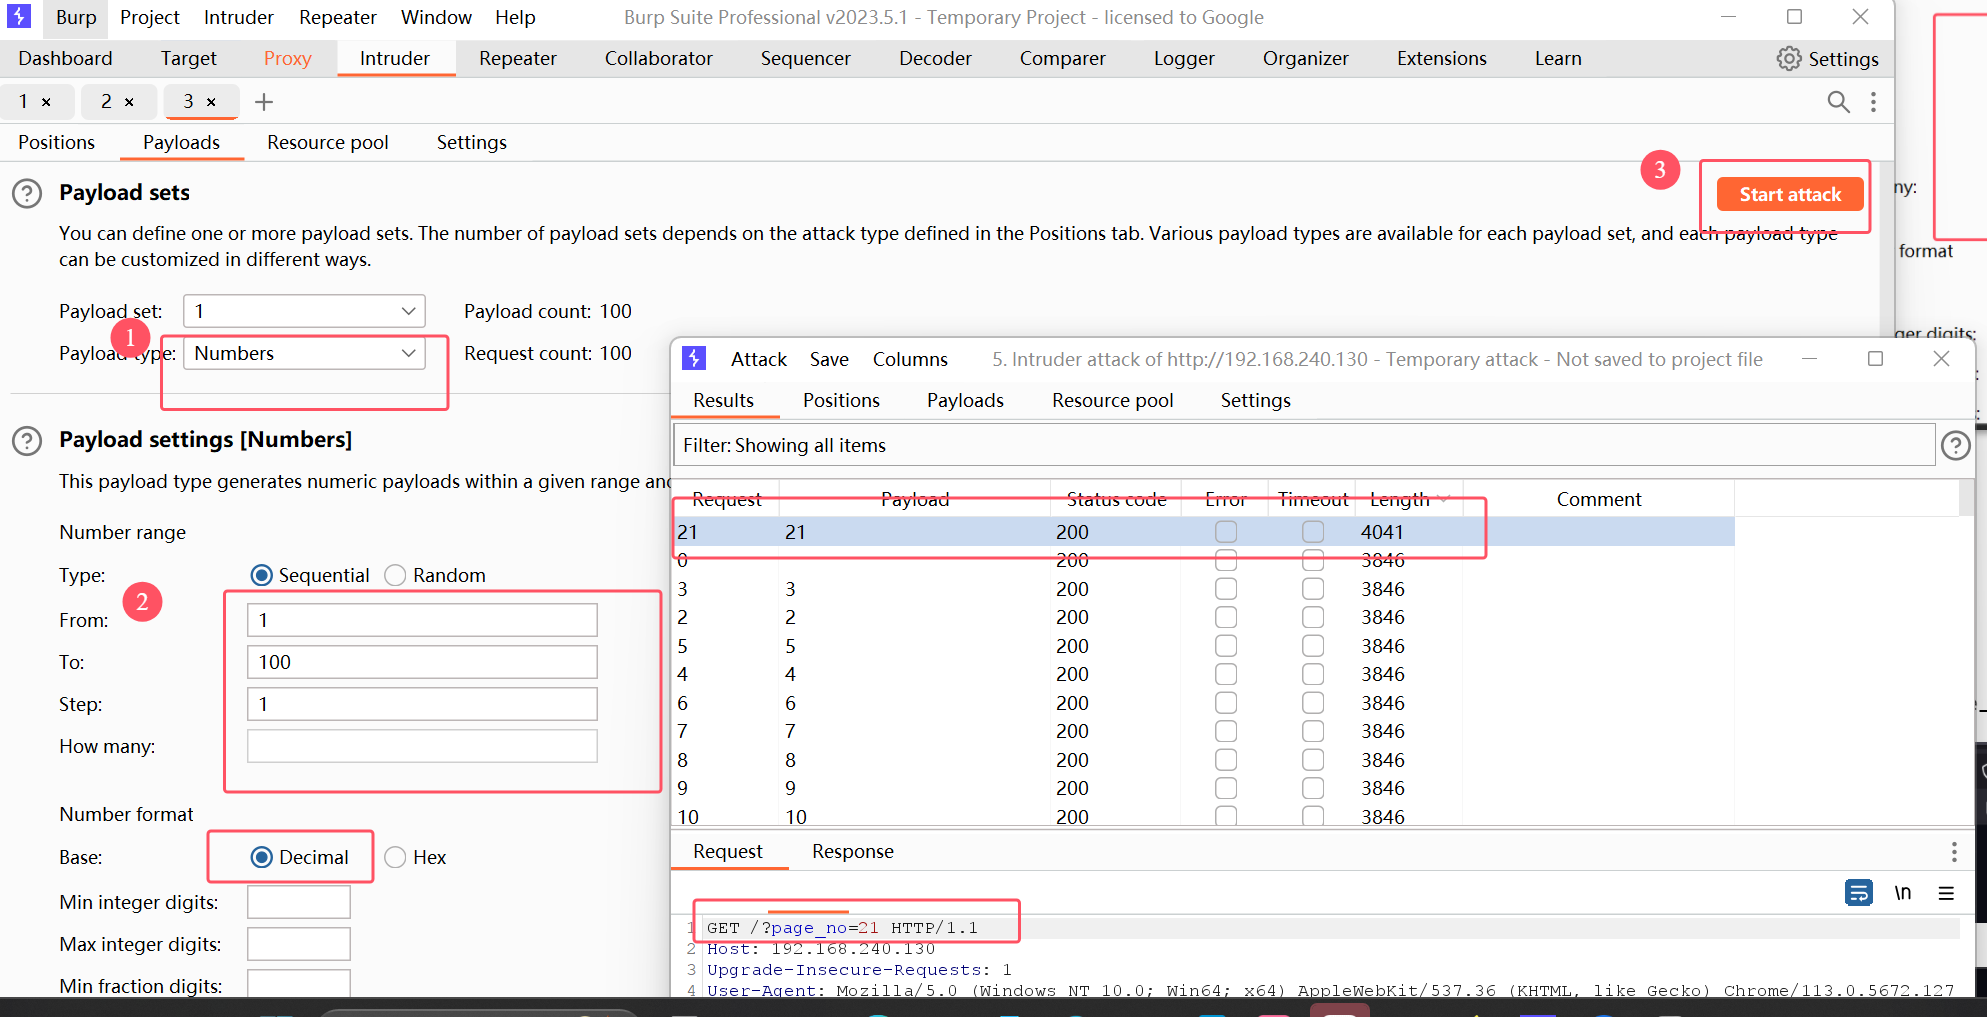 Burp Project Intruder Repeater Window Help Burp Suite Professional v2023.5.1 - Temporary Project - licensed to Google
Dashboard Target Proxy Intruder Repeater Collaborator Sequencer Decoder Comparer Logger Organizer Extensions Learn Settings
1 × 2 × 3 × +
Positions Payloads Resource pool Settings
? Payload sets
3
Start attack
ny:
You can define one or more payload sets. The number of payload sets depends on the attack type defined in the Positions tab. Various payload types are available for each payload set, and each payload type
can be customized in different ways.
format
Payload set: 1 Payload count: 100
1
Payload type: Numbers Request count: 100
ger digits:
Attack Save Columns 5. Intruder attack of http://192.168.240.130 - Temporary attack - Not saved to project file
Results Positions Payloads Resource pool Settings
? Payload settings [Numbers]
Filter: Showing all items ?
This payload type generates numeric payloads within a given range and
Request Payload Status code Error Timeout Length Comment
Number range
21 21 200 4041
0 200 3846
Type: Sequential Random
3 3 200 3846
2
From: 1
2 2 200 3846
5 5 200 3846
To: 100
4 4 200 3846
Step: 1
6 6 200 3846
7 7 200 3846
How many:
8 8 200 3846
9 9 200 3846
Number format
10 10 200 3846
Base: Decimal Hex
Request Response
Min integer digits:
\n
Max integer digits:
1 GET /?page_no=21 HTTP/1.1
2 Host: 192.168.240.130
3 Upgrade-Insecure-Requests: 1
Min fraction digits:
4 User-Agent: Mozilla/5.0 (Windows NT 10.0; Win64; x64) AppleWebKit/537.36 (KHTML, like Gecko) Chrome/113.0.5672.127